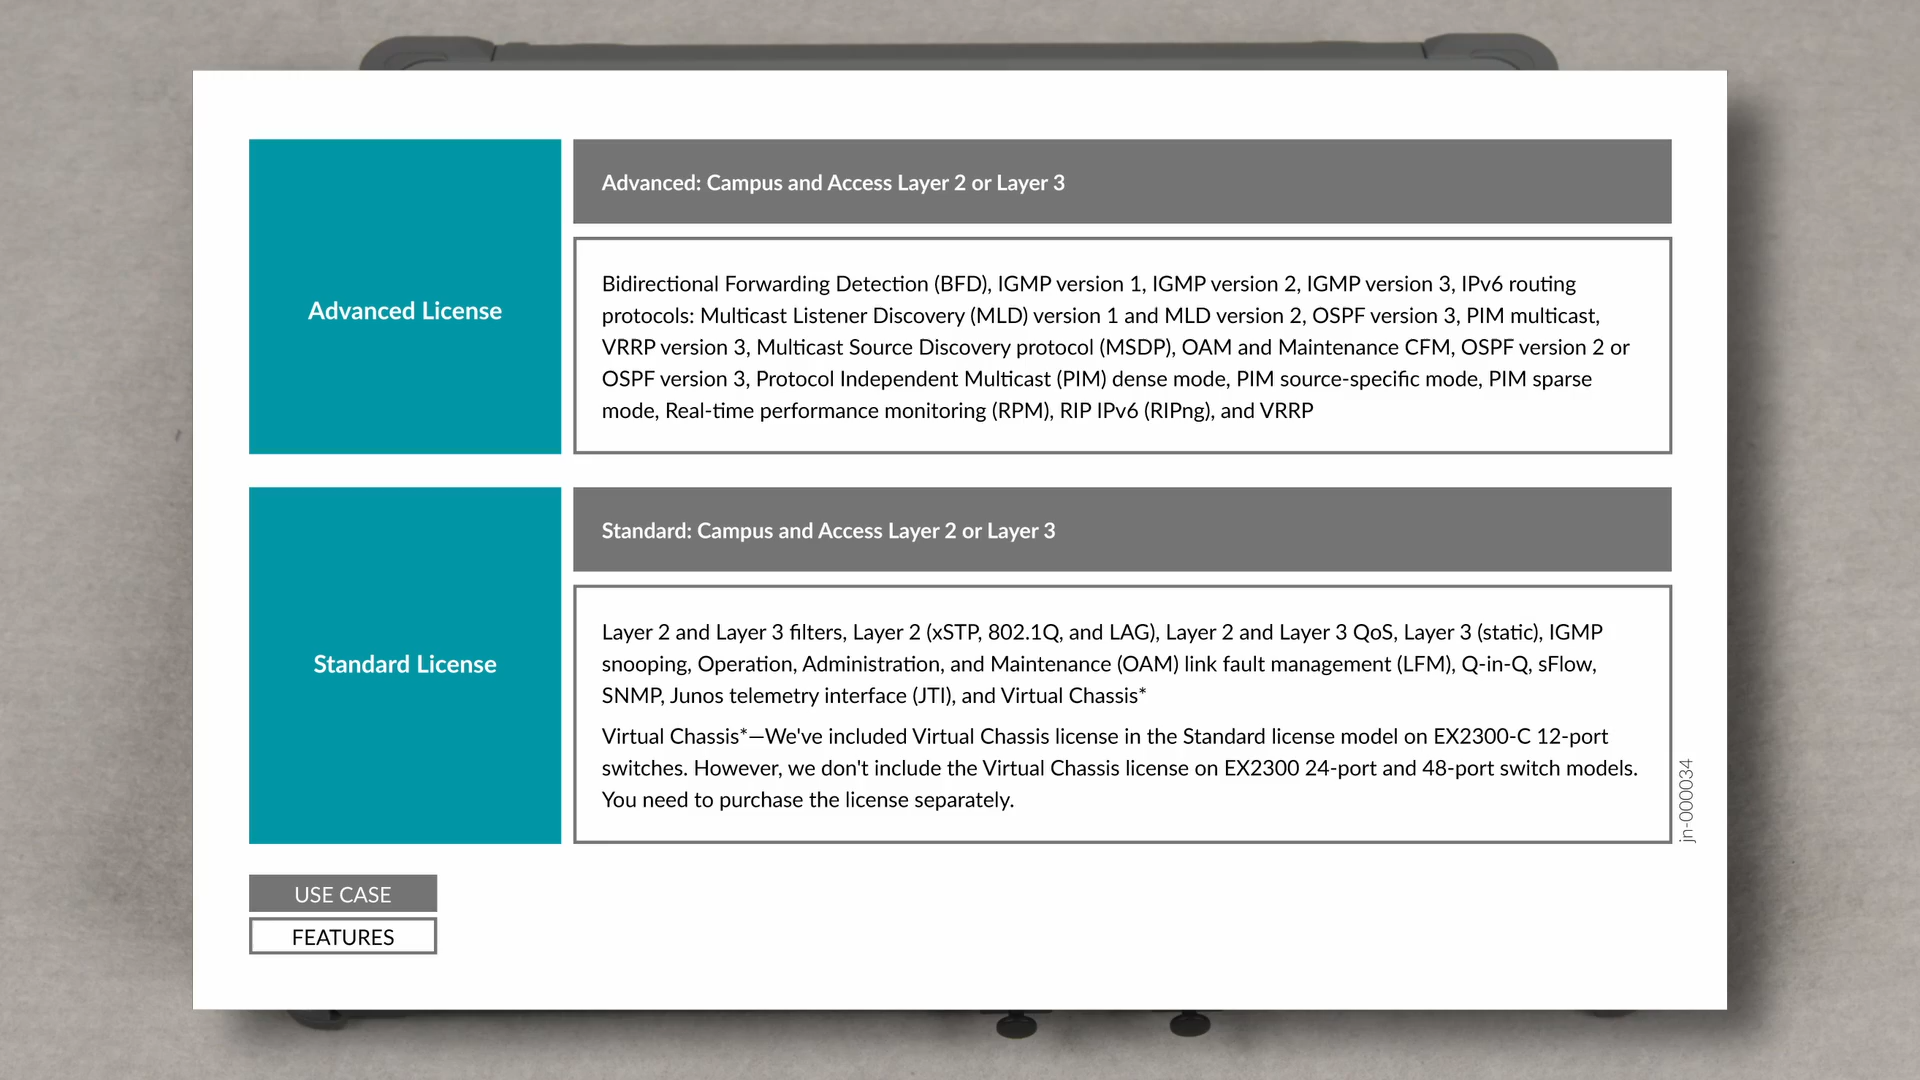 Advanced License
Advanced: Campus and Access Layer 2 or Layer 3
Bidirectional Forwarding Detection (BFD), IGMP version 1, IGMP version 2, IGMP version 3, IPv6 routing
protocols: Multicast Listener Discovery (MLD) version 1 and MLD version 2, OSPF version 3, PIM multicast,
VRRP version 3, Multicast Source Discovery protocol (MSDP), OAM and Maintenance CFM, OSPF version 2 or
OSPF version 3, Protocol Independent Multicast (PIM) dense mode, PIM source-specific mode, PIM sparse
mode, Real-time performance monitoring (RPM), RIP IPv6 (RIPng), and VRRP
Standard License
Standard: Campus and Access Layer 2 or Layer 3
Layer 2 and Layer 3 filters, Layer 2 (xSTP, 802.1Q, and LAG), Layer 2 and Layer 3 QoS, Layer 3 (static), IGMP
snooping, Operation, Administration, and Maintenance (OAM) link fault management (LFM), Q-in-Q, sFlow,
SNMP, Junos telemetry interface (JTI), and Virtual Chassis*
Virtual Chassis*—We've included Virtual Chassis license in the Standard license model on EX2300-C 12-port
switches. However, we don't include the Virtual Chassis license on EX2300 24-port and 48-port switch models.
You need to purchase the license separately.
jn-000034
USE CASE
FEATURES